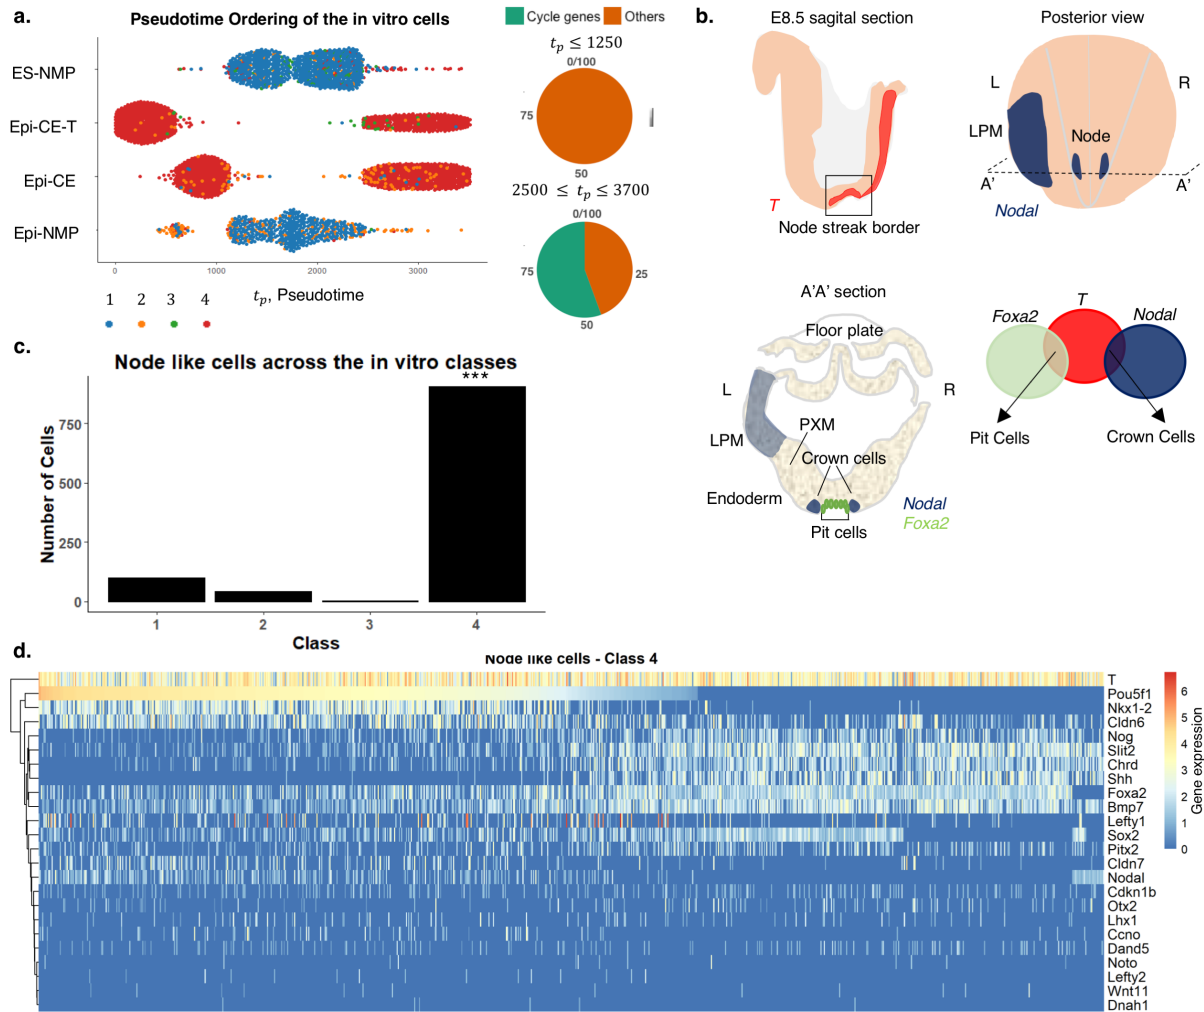 a.
Pseudotime Ordering of the in vitro cells
ES-NMP
Epi-CE-T
Epi-CE
Epi-NMP
0 1000 2000 3000
1 2 3 4
tp, Pseudotime
Cycle genes Others
tp ≤ 1250
0/100
75
50
2500 ≤ tp ≤ 3700
0/100
75
25
50
b.
E8.5 sagital section
T
Node streak border
Posterior view
L
R
LPM
Node
A'
A'
Nodal
A'A' section
Floor plate
L
R
LPM
PXM
Crown cells
Endoderm
Nodal
Foxa2
Pit cells
Foxa2
T
Nodal
Pit Cells
Crown Cells
c.
Node like cells across the in vitro classes
***
Number of Cells
750
500
250
0
1 2 3 4
Class
d.
Node like cells - Class 4
T
Pou5f1
Nkx1-2
Cldn6
Nog
Slit2
Chrd
Shh
Foxa2
Bmp7
Lefty1
Sox2
Pitx2
Cldn7
Nodal
Cdkn1b
Otx2
Lhx1
Ccno
Dand5
Noto
Lefty2
Wnt11
Dnah1
6
5
4
3
2
1
0
Gene expression